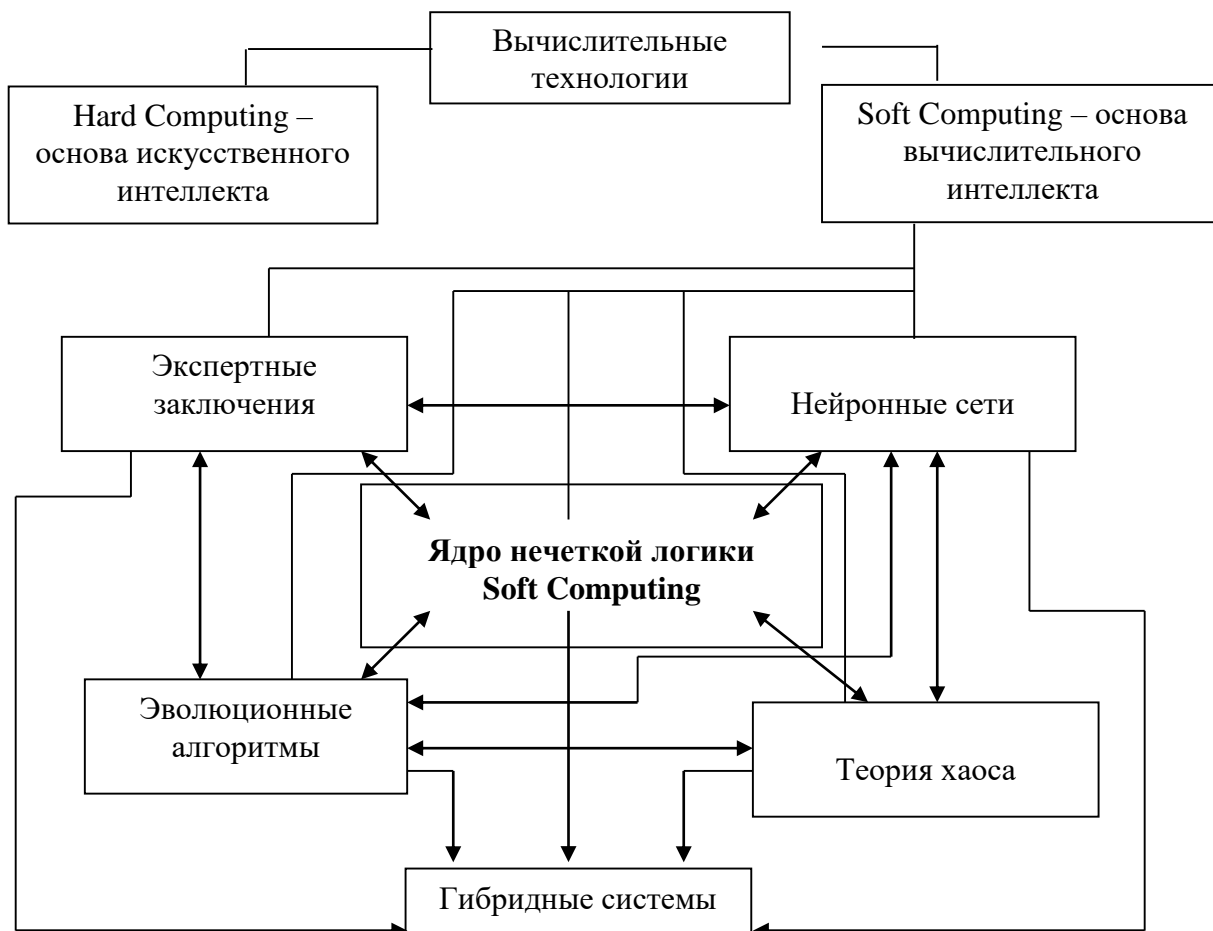 Вычислительные
технологии
Hard Computing –
основа искусственного
интеллекта
Soft Computing – основа
вычислительного
интеллекта
Экспертные
заключения
Нейронные сети
Ядро нечеткой логики
Soft Computing
Эволюционные
алгоритмы
Теория хаоса
Гибридные системы